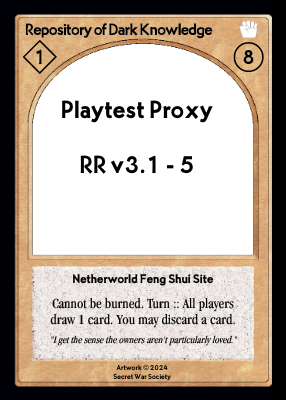 Repository of Dark Knowledge
1
8
Playtest Proxy
RR v3.1 - 5
Netherworld Feng Shui Site
Cannot be burned. Turn :: All players
draw 1 card. You may discard a card.
"I get the sense the owners aren't particularly loved."
Artwork © 2024
Secret War Society